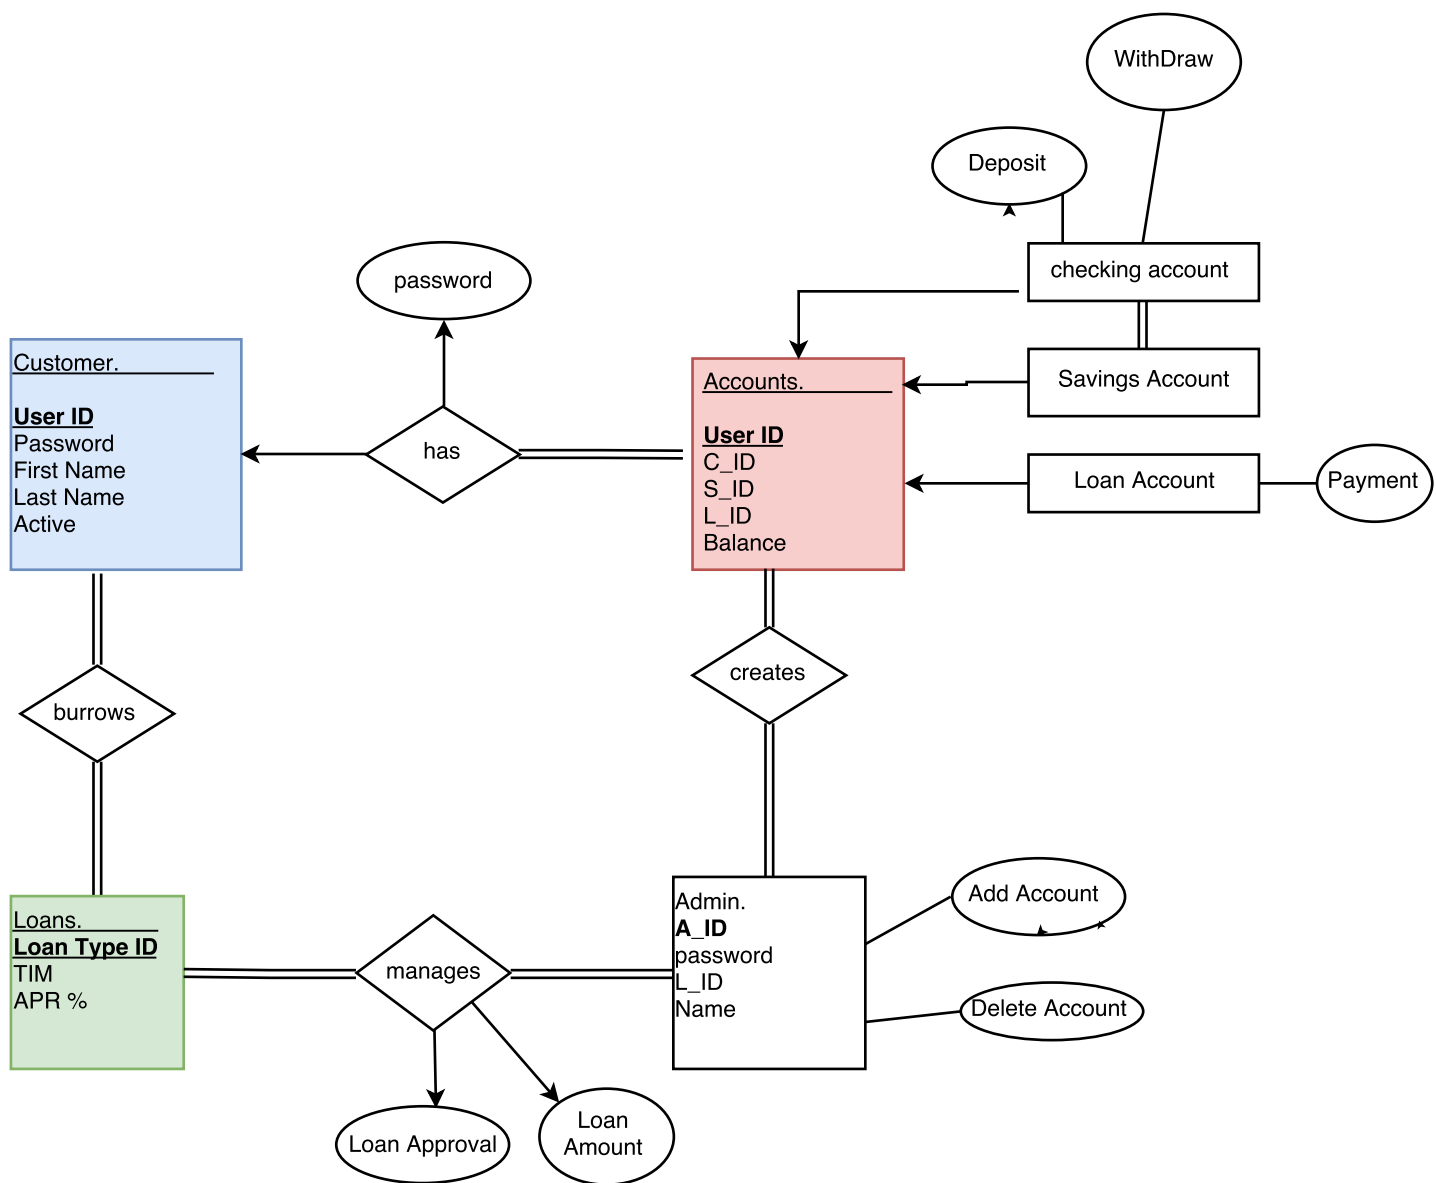 WithDraw
Deposit
checking account
password
Customer.
User ID
Password
First Name
Last Name
Active
has
Accounts.
User ID
C_ID
S_ID
L_ID
Balance
Savings Account
Loan Account
Payment
creates
burrows
Loans.
Loan Type ID
TIM
APR %
manages
Admin.
A_ID
password
L_ID
Name
Add Account
Delete Account
Loan Approval
Loan
Amount